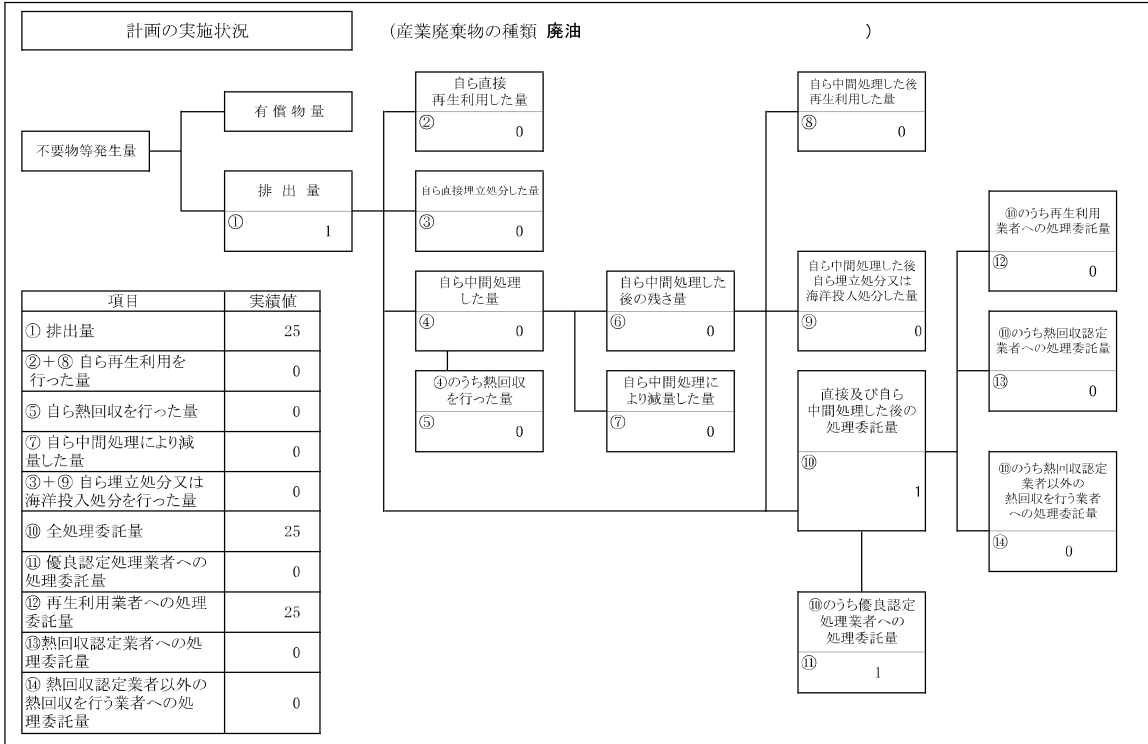 計画の実施状況
(産業廃棄物の種類 廃油 )
不要物等発生量
有償物量
排出量
①
1
自ら直接
再生利用した量
②
0
自ら直接埋立処分した量
③
0
自ら中間処理
した量
④
0
④のうち熱回収
を行った量
⑤
0
自ら中間処理した
後の残さ量
⑥
0
自ら中間処理に
より減量した量
⑦
0
自ら中間処理した後
再生利用した量
⑧
0
自ら中間処理した後
自ら埋立処分又は
海洋投入処分した量
⑨
0
直接及び自ら
中間処理した後の
処理委託量
⑩
1
⑩のうち優良認定
処理業者への
処理委託量
⑪
1
⑩のうち再生利用
業者への処理委託量
⑫
0
⑩のうち熱回収認定
業者への処理委託量
⑬
0
⑩のうち熱回収認定
業者以外の
熱回収を行う業者
への処理委託量
⑭
0
項目 実績値
① 排出量 25
②+⑧ 自ら再生利用を
行った量 0
⑤ 自ら熱回収を行った量 0
⑦ 自ら中間処理により減
量した量 0
③+⑨ 自ら埋立処分又は
海洋投入処分を行った量 0
⑩ 全処理委託量 25
⑪ 優良認定処理業者への
処理委託量 0
⑫ 再生利用業者への処理
委託量 25
⑬熱回収認定業者への処
理委託量 0
⑭ 熱回収認定業者以外の
熱回収を行う業者への処
理委託量 0